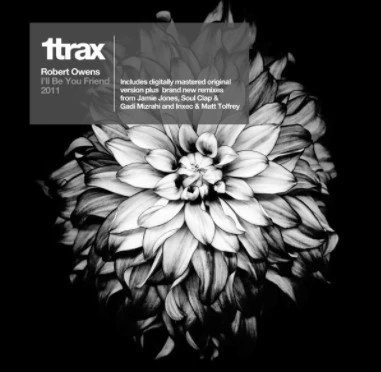 1trax
Robert Owens
I'll Be You Friend
2011
Includes digitally mastered original
version plus brand new remixes
from Jamie Jones, Soul Clap &
Gadi Mizrahi and Inxec & Matt Tolfrey